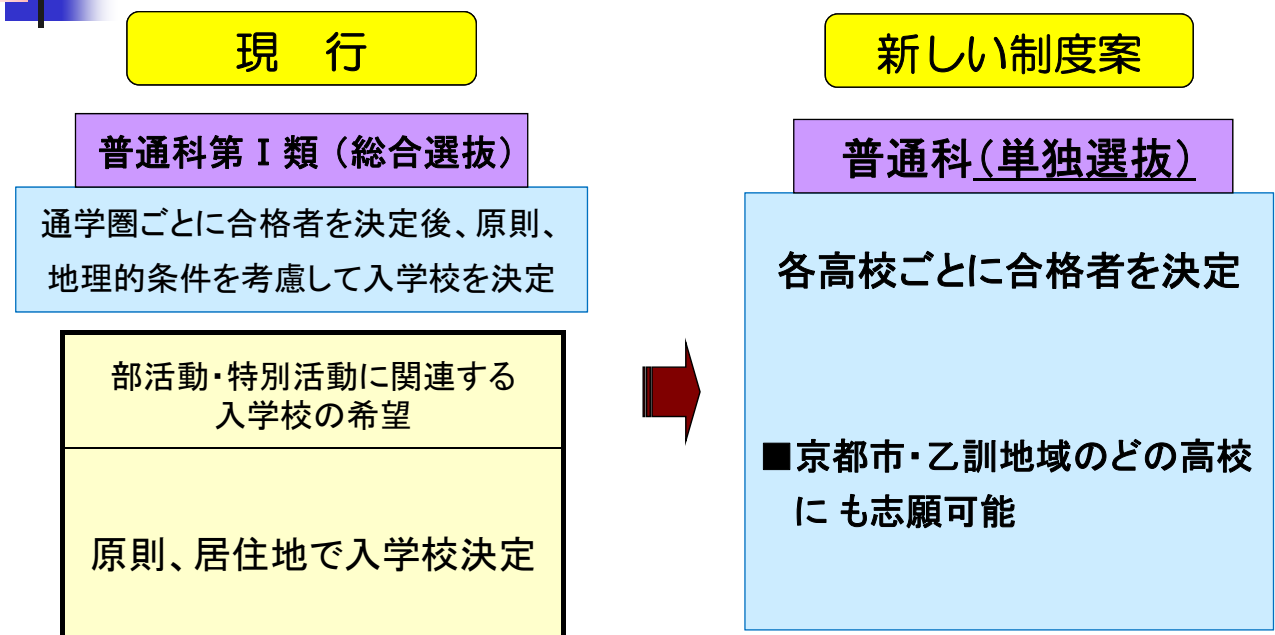 現　行
普通科第Ⅰ類（総合選抜）
通学圏ごとに合格者を決定後、原則、
地理的条件を考慮して入学校を決定
部活動・特別活動に関連する
入学校の希望
原則、居住地で入学校決定
新しい制度案
普通科（単独選抜）
各高校ごとに合格者を決定
■京都市・乙訓地域のどの高校
に も志願可能